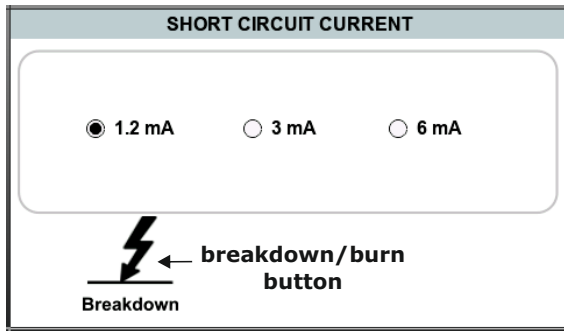 SHORT CIRCUIT CURRENT
1.2 mA 3 mA 6 mA
breakdown/burn
button
Breakdown